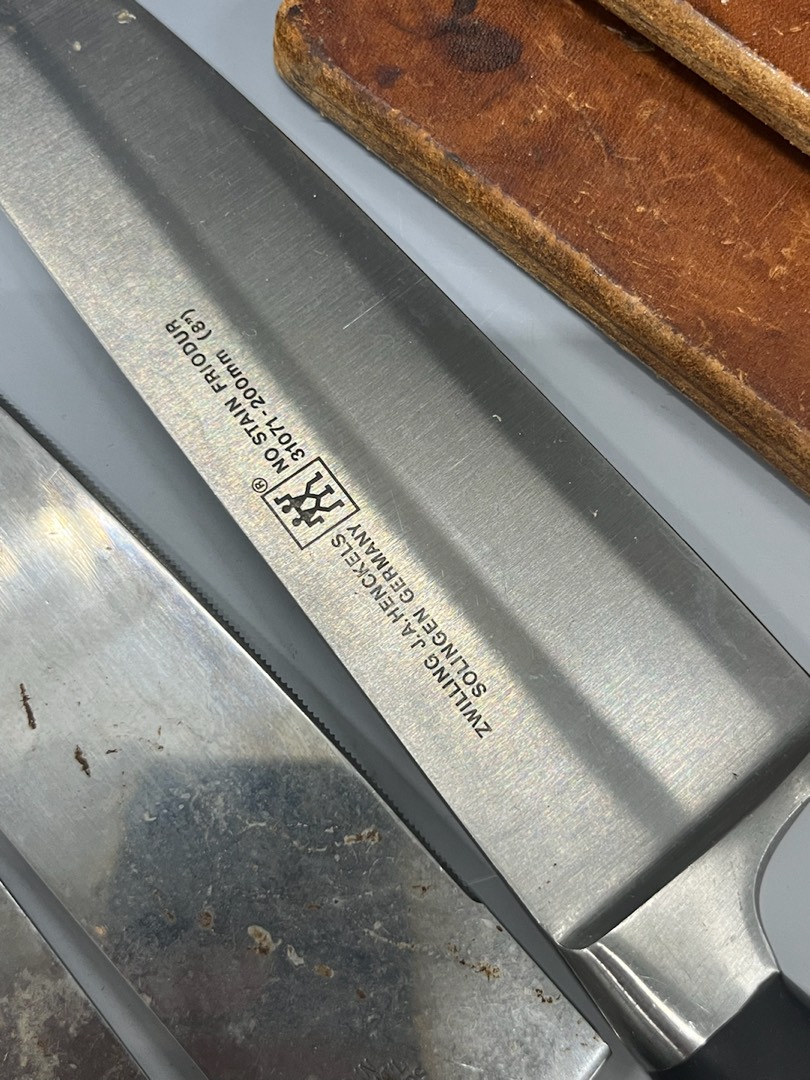 ZWILLING J.A.HENCKELS
SOLINGEN GERMANY
®
NO STAIN FRIODUR
31071-200mm (8")